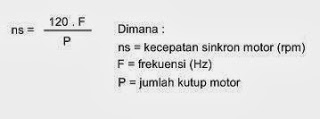 ns = 120 . F / P
Dimana :
ns = kecepatan sinkron motor (rpm)
F = frekuensi (Hz)
P = jumlah kutup motor